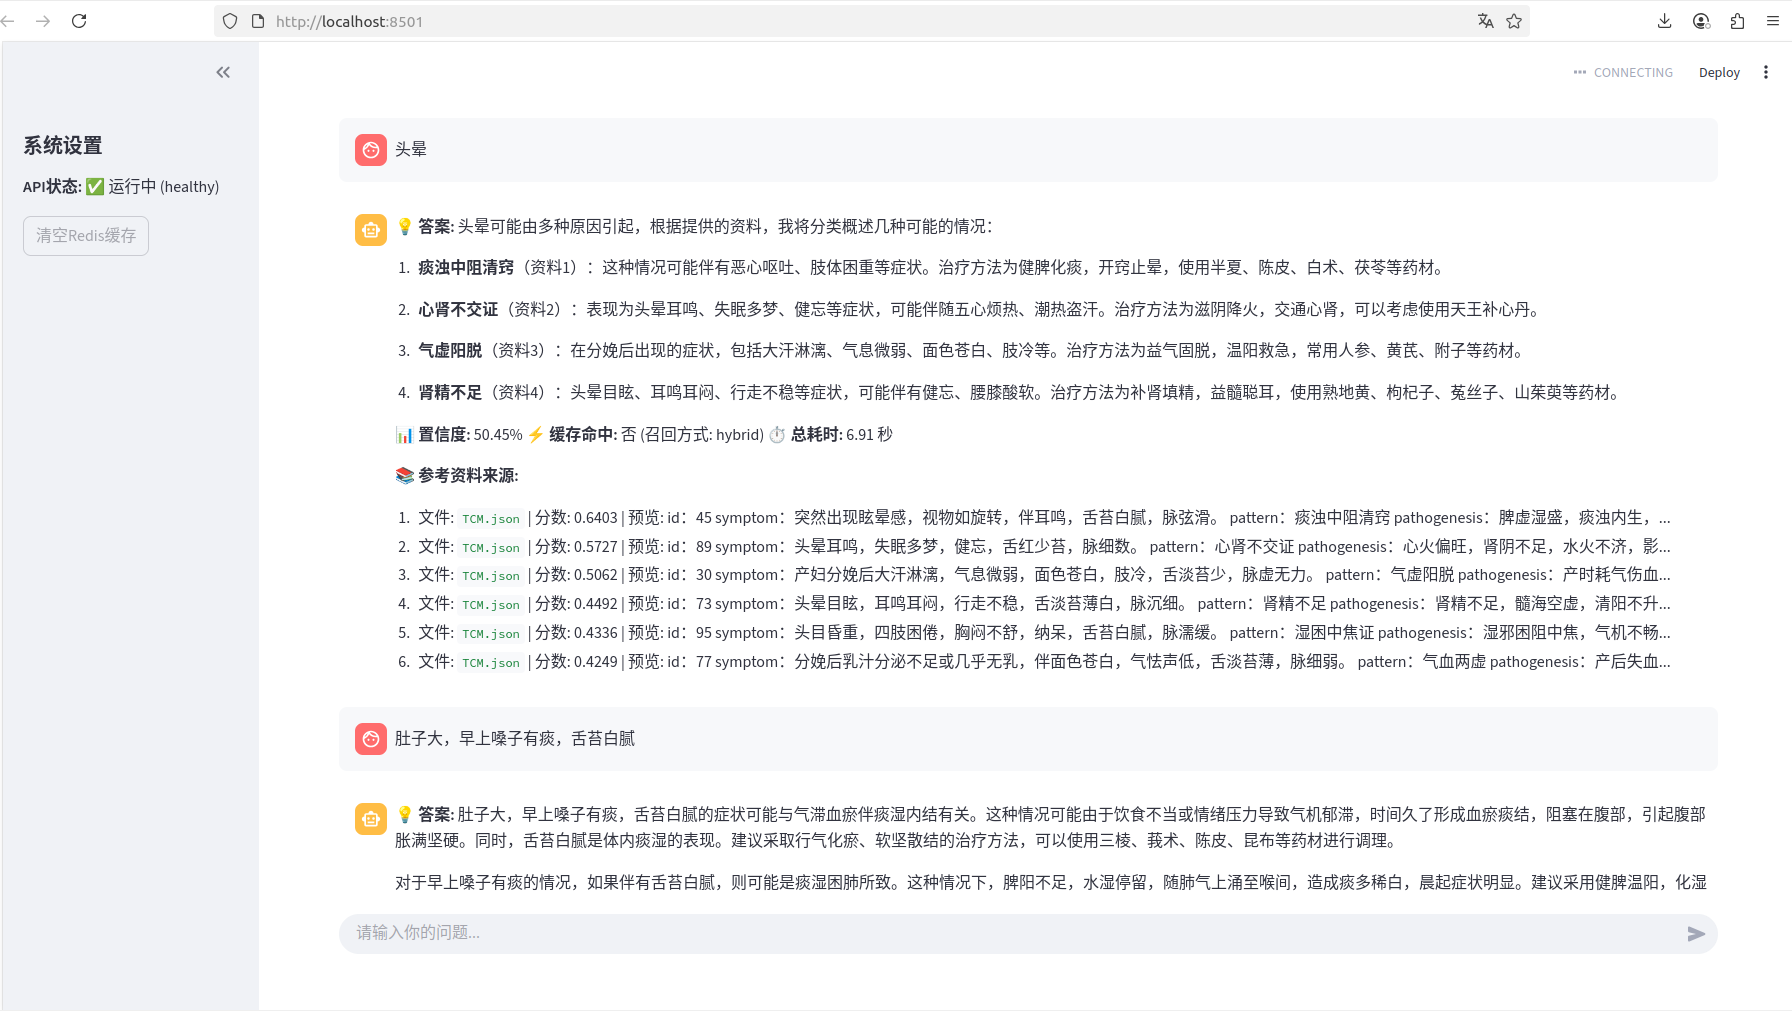 http://localhost:8501
CONNECTING
Deploy
系统设置
API状态: ✅ 运行中 (healthy)
清空Redis缓存
头晕
💡 答案: 头晕可能由多种原因引起，根据提供的资料，我将分类概述几种可能的情况：
1. 痰浊中阻清窍（资料1）：这种情况可能伴有恶心呕吐、肢体困重等症状。治疗方法为健脾化痰，开窍止晕，使用半夏、陈皮、白术、茯苓等药材。
2. 心肾不交证（资料2）：表现为头晕耳鸣、失眠多梦、健忘等症状，可能伴随五心烦热、潮热盗汗。治疗方法为滋阴降火，交通心肾，可以考虑使用天王补心丹。
3. 气虚阳脱（资料3）：在分娩后出现的症状，包括大汗淋漓、气息微弱、面色苍白、肢冷等。治疗方法为益气固脱，温阳救急，常用人参、黄芪、附子等药材。
4. 肾精不足（资料4）：头晕目眩、耳鸣耳闷、行走不稳等症状，可能伴有健忘、腰膝酸软。治疗方法为补肾填精，益髓聪耳，使用熟地黄、枸杞子、菟丝子、山茱萸等药材。
📊 置信度: 50.45% ⚡ 缓存命中: 否 (召回方式: hybrid) ⏱️ 总耗时: 6.91 秒
📚 参考资料来源:
1. 文件: TCM.json | 分数: 0.6403 | 预览: id：45 symptom：突然出现眩晕感，视物如旋转，伴耳鸣，舌苔白腻，脉弦滑。 pattern：痰浊中阻清窍 pathogenesis：脾虚湿盛，痰浊内生，...
2. 文件: TCM.json | 分数: 0.5727 | 预览: id：89 symptom：头晕耳鸣，失眠多梦，健忘，舌红少苔，脉细数。 pattern：心肾不交证 pathogenesis：心火偏旺，肾阴不足，水火不济，影...
3. 文件: TCM.json | 分数: 0.5062 | 预览: id：30 symptom：产妇分娩后大汗淋漓，气息微弱，面色苍白，肢冷，舌淡苔少，脉虚无力。 pattern：气虚阳脱 pathogenesis：产时耗气伤血...
4. 文件: TCM.json | 分数: 0.4492 | 预览: id：73 symptom：头晕目眩，耳鸣耳闷，行走不稳，舌淡苔薄白，脉沉细。 pattern：肾精不足 pathogenesis：肾精不足，髓海空虚，清阳不升...
5. 文件: TCM.json | 分数: 0.4336 | 预览: id：95 symptom：头目昏重，四肢困倦，胸闷不舒，纳呆，舌苔白腻，脉濡缓。 pattern：湿困中焦证 pathogenesis：湿邪困阻中焦，气机不畅...
6. 文件: TCM.json | 分数: 0.4249 | 预览: id：77 symptom：分娩后乳汁分泌不足或几乎无乳，伴面色苍白，气怯声低，舌淡苔薄，脉细弱。 pattern：气血两虚 pathogenesis：产后失血...
肚子大，早上嗓子有痰，舌苔白腻
💡 答案: 肚子大，早上嗓子有痰，舌苔白腻的症状可能与气滞血瘀伴痰湿内结有关。这种情况可能由于饮食不当或情绪压力导致气机郁滞，时间久了形成血瘀痰结，阻塞在腹部，引起腹部
胀满坚硬。同时，舌苔白腻是体内痰湿的表现。建议采取行气化瘀、软坚散结的治疗方法，可以使用三棱、莪术、陈皮、昆布等药材进行调理。
对于早上嗓子有痰的情况，如果伴有舌苔白腻，则可能是痰湿困肺所致。这种情况下，脾阳不足，水湿停留，随肺气上涌至喉间，造成痰多稀白，晨起症状明显。建议采用健脾温阳，化湿
请输入你的问题...